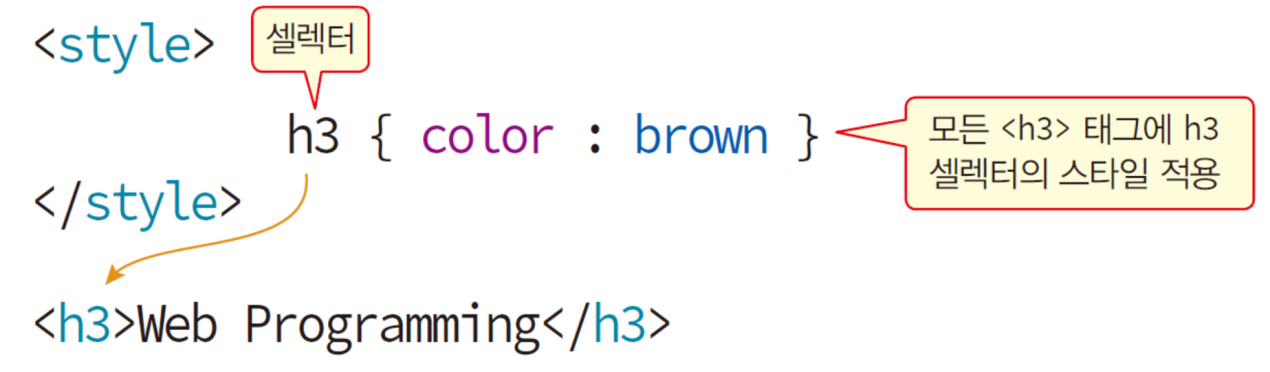 <style>
셀렉터
h3 { color : brown }
모든 <h3> 태그에 h3
셀렉터의 스타일 적용
</style>
<h3>Web Programming</h3>